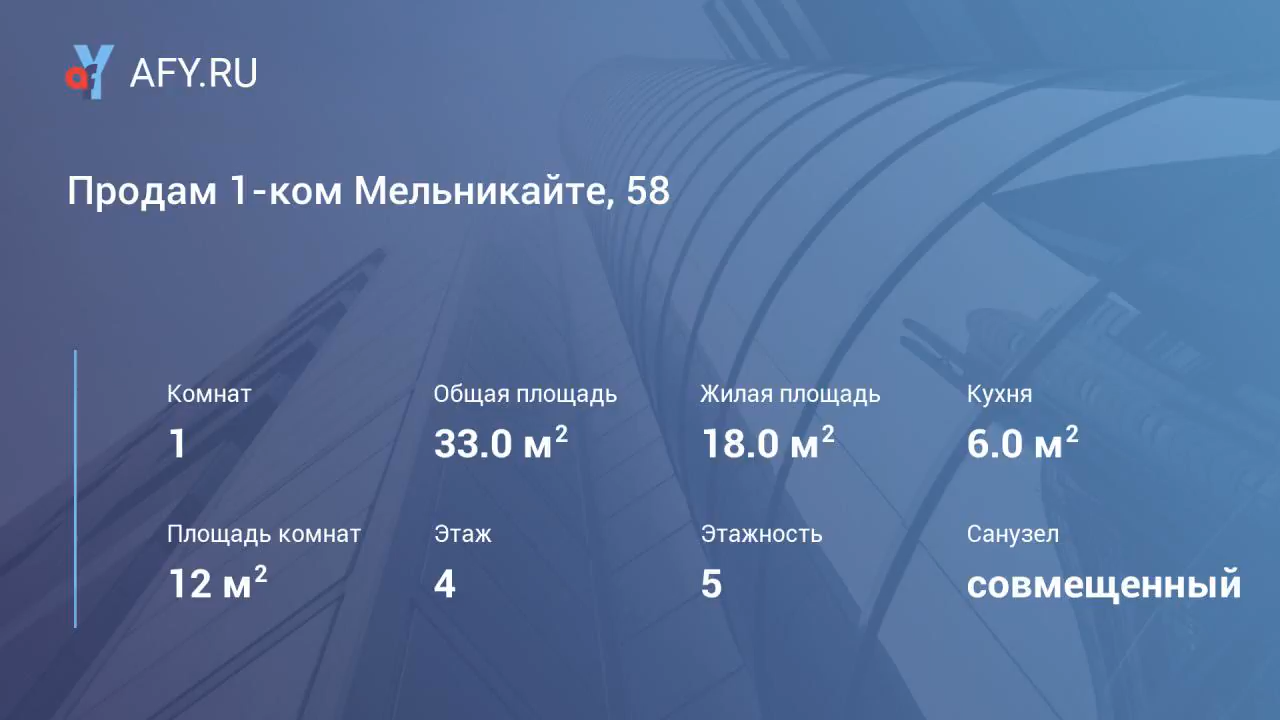 AFY.RU
Продам 1-ком Мельникайте, 58
Комнат
1
Общая площадь
33.0 м²
Жилая площадь
18.0 м²
Кухня
6.0 м²
Площадь комнат
12 м²
Этаж
4
Этажность
5
Санузел
совмещенный